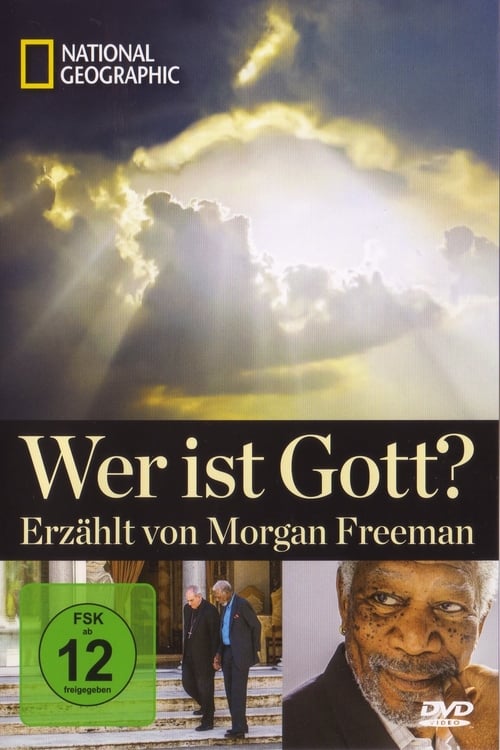 NATIONAL
GEOGRAPHIC
Wer ist Gott?
Erzählt von Morgan Freeman
FSK
ab
12
freigegeben
DVD
VIDEO